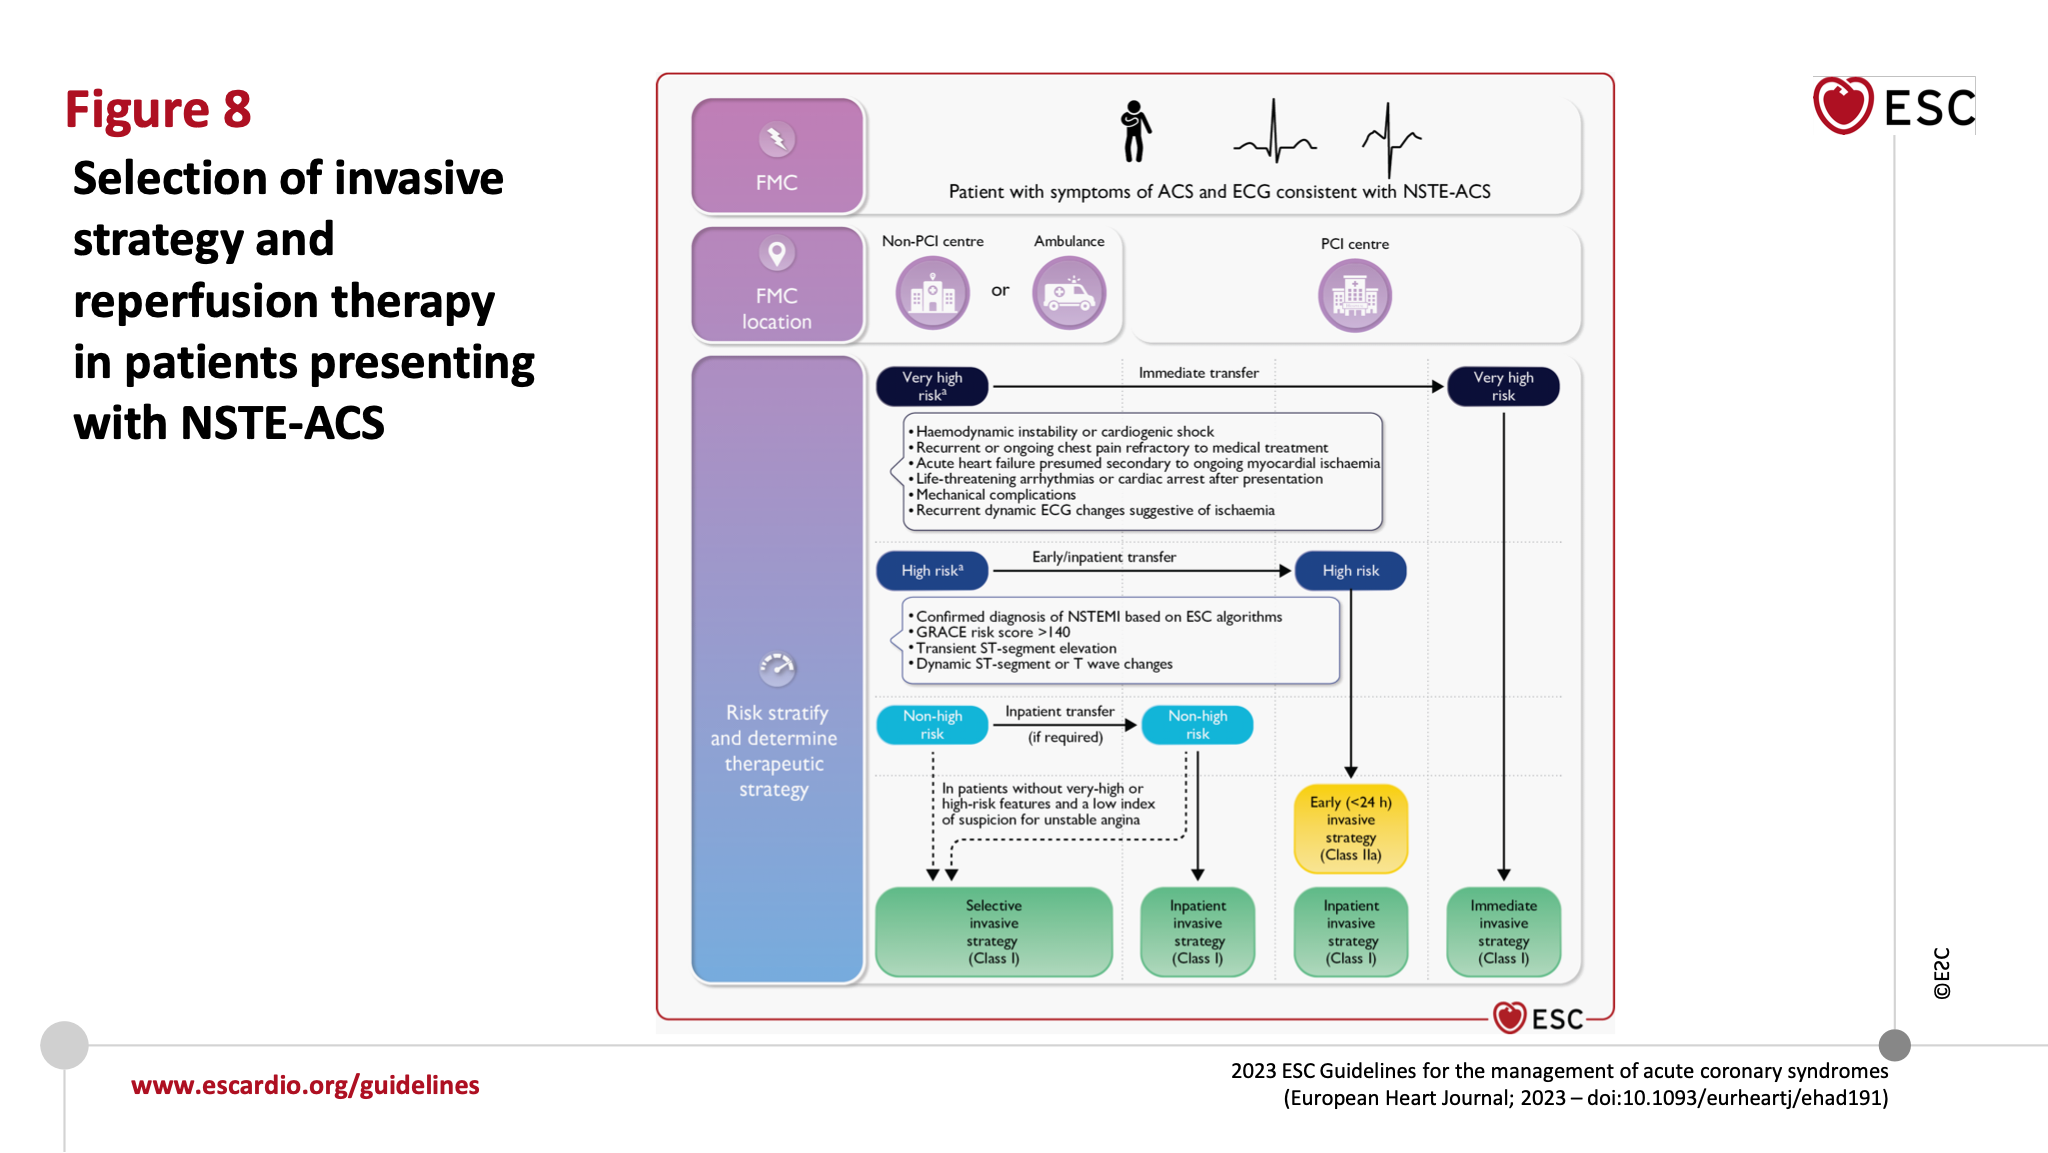 Figure 8
Selection of invasive
strategy and
reperfusion therapy
in patients presenting
with NSTE-ACS
ESC
FMC
Patient with symptoms of ACS and ECG consistent with NSTE-ACS
FMC
location
Non-PCI centre
or
Ambulance
PCI centre
Risk stratify
and determine
therapeutic
strategy
Very high
riskᵃ
Immediate transfer
Very high
risk
• Haemodynamic instability or cardiogenic shock
• Recurrent or ongoing chest pain refractory to medical treatment
• Acute heart failure presumed secondary to ongoing myocardial ischaemia
• Life-threatening arrhythmias or cardiac arrest after presentation
• Mechanical complications
• Recurrent dynamic ECG changes suggestive of ischaemia
High riskᵃ
Early/inpatient transfer
High risk
• Confirmed diagnosis of NSTEMI based on ESC algorithms
• GRACE risk score >140
• Transient ST-segment elevation
• Dynamic ST-segment or T wave changes
Non-high
risk
Inpatient transfer
(if required)
Non-high
risk
In patients without very-high or
high-risk features and a low index
of suspicion for unstable angina
Early (<24 h)
invasive
strategy
(Class IIa)
Selective
invasive
strategy
(Class I)
Inpatient
invasive
strategy
(Class I)
Inpatient
invasive
strategy
(Class I)
Immediate
invasive
strategy
(Class I)
ESC
©ESC
www.escardio.org/guidelines
2023 ESC Guidelines for the management of acute coronary syndromes
(European Heart Journal; 2023 – doi:10.1093/eurheartj/ehad191)